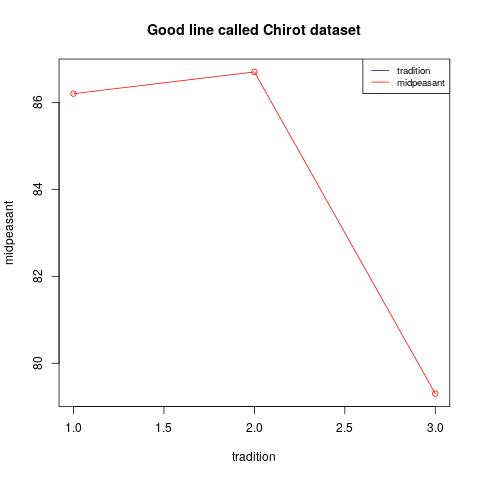 Good line called Chirot dataset
tradition
midpeasant
midpeasant
86
84
82
80
1.0 1.5 2.0 2.5 3.0
tradition